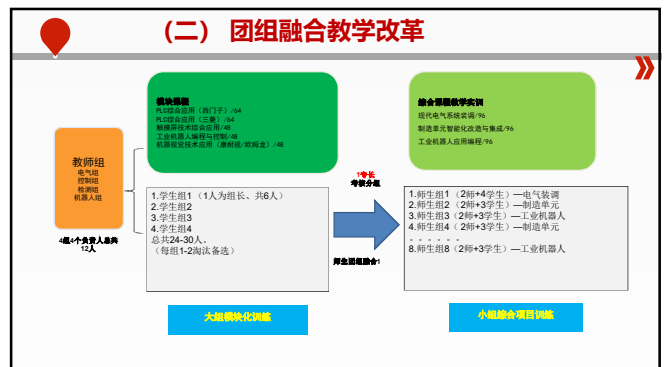 (二) 团组融合教学改革
教师组
电气组
控制组
检测组
机器人组
4组4个负责人总共
12人
模块课程
PLC综合应用（西门子）/64
PLC综合应用（三菱）/64
触摸屏技术综合应用/48
工业机器人编程与控制/48
机器视觉技术应用（康耐视/欧姆龙）/48
1.学生组1 （1人为组长、共6人）
2.学生组2
3.学生组3
4.学生组4
总共24-30人。
（每组1-2淘汰备选）
大组模块化训练
1专长
考核分组
师生团组融合1
综合课程教学实训
现代电气系统装调/96
制造单元智能化改造与集成/96
工业机器人应用编程/96
1.师生组1 （2师+4学生）—电气装调
2.师生组2 （2师+3学生）—制造单元
3.师生组3（2师+3学生）—工业机器人
4.师生组4（2师+3学生）—制造单元
。。。。。。
8.师生组8（2师+3学生）—工业机器人
小组综合项目训练